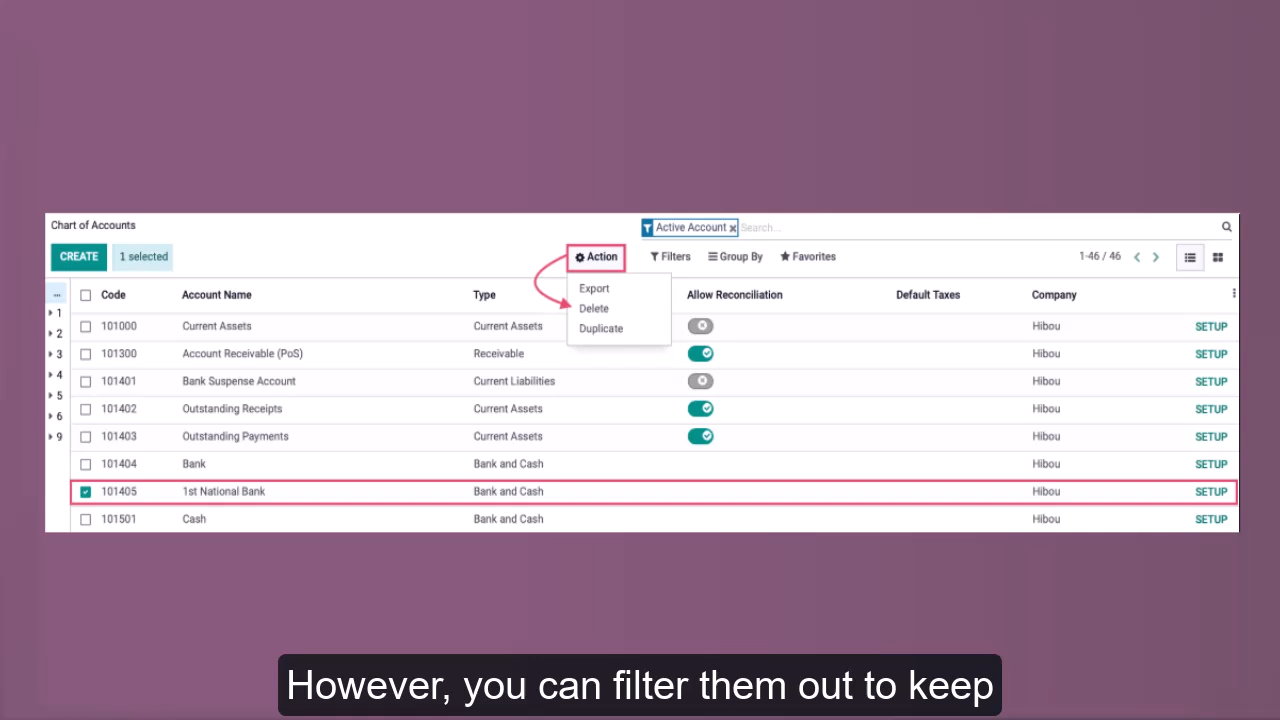 Chart of Accounts
Active Account x Search...
CREATE 1 selected Action Filters Group By Favorites 1-46 / 46
Export
Delete
Duplicate
... Code Account Name Type Allow Reconciliation Default Taxes Company
101000 Current Assets Current Assets Hibou SETUP
101300 Account Receivable (PoS) Receivable Hibou SETUP
101401 Bank Suspense Account Current Liabilities Hibou SETUP
101402 Outstanding Receipts Current Assets Hibou SETUP
101403 Outstanding Payments Current Assets Hibou SETUP
101404 Bank Bank and Cash Hibou SETUP
101405 1st National Bank Bank and Cash Hibou SETUP
101501 Cash Bank and Cash Hibou SETUP
1
2
3
4
5
6
9
However, you can filter them out to keep